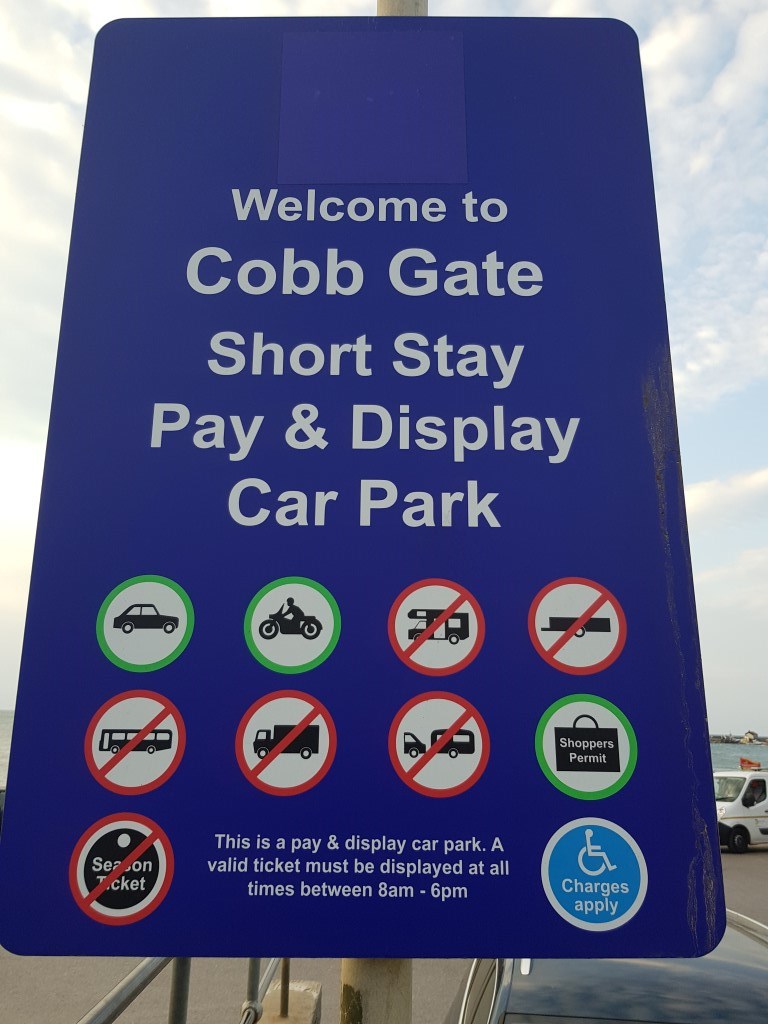 Welcome to
Cobb Gate
Short Stay
Pay & Display
Car Park
Shoppers
Permit
Season
Ticket
This is a pay & display car park. A
valid ticket must be displayed at all
times between 8am - 6pm
Charges
apply